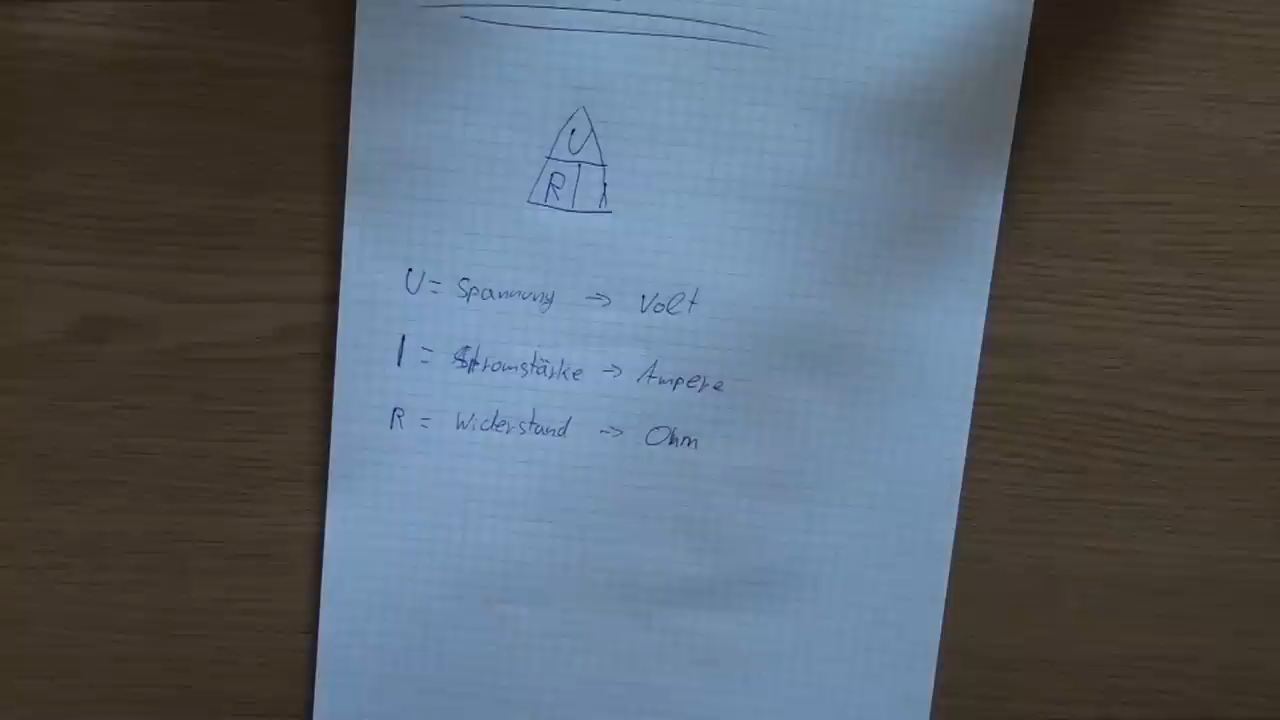 U
R I
U = Spannung → Volt
I = Stromstärke → Ampere
R = Widerstand → Ohm